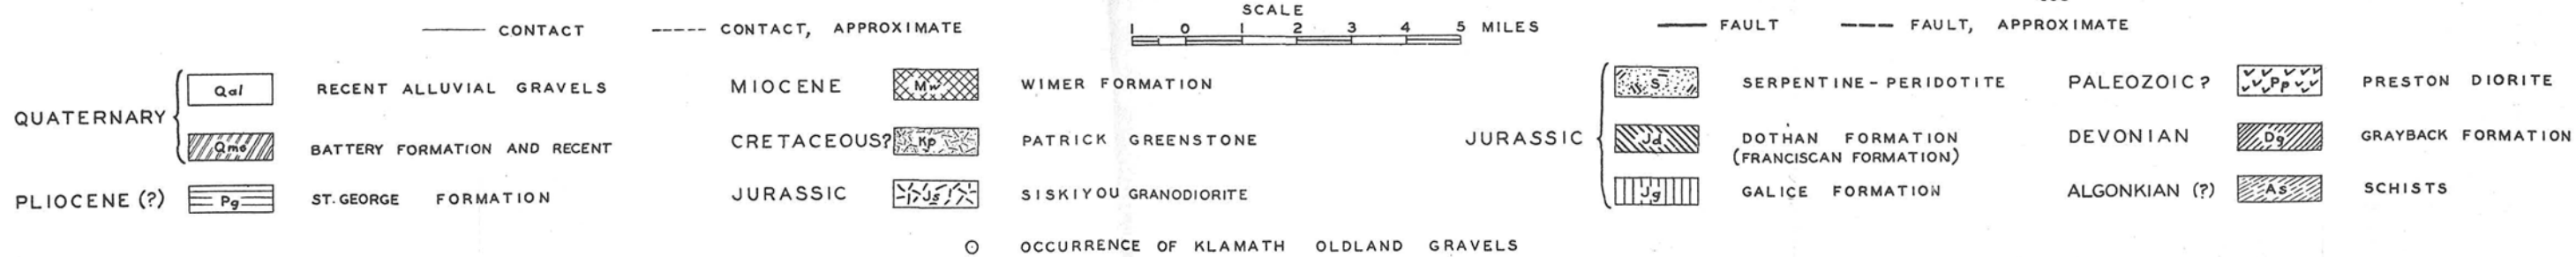 CONTACT
CONTACT, APPROXIMATE
SCALE
1 0 1 2 3 4 5 MILES
FAULT
FAULT, APPROXIMATE
QUATERNARY
Qal RECENT ALLUVIAL GRAVELS
Qmo BATTERY FORMATION AND RECENT
PLIOCENE (?) Pg ST. GEORGE FORMATION
MIOCENE Mw WIMER FORMATION
CRETACEOUS? Kp PATRICK GREENSTONE
JURASSIC Js SISKIYOU GRANODIORITE
OCCURRENCE OF KLAMATH OLDLAND GRAVELS
JURASSIC
S SERPENTINE-PERIDOTITE
Jd DOTHAN FORMATION
(FRANCISCAN FORMATION)
Jg GALICE FORMATION
PALEOZOIC? Pp PRESTON DIORITE
DEVONIAN Dg GRAYBACK FORMATION
ALGONKIAN (?) As SCHISTS